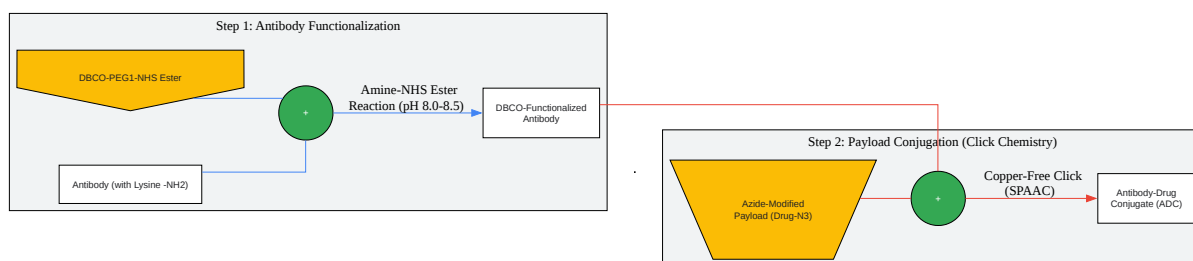 Step 1: Antibody Functionalization
DBCO-PEG1-NHS Ester
+
Amine-NHS Ester
Reaction (pH 8.0-8.5)
DBCO-Functionalized
Antibody
Antibody (with Lysine -NH2)
Step 2: Payload Conjugation (Click Chemistry)
Azide-Modified
Payload (Drug-N3)
+
Copper-Free Click
(SPAAC)
Antibody-Drug
Conjugate (ADC)
.